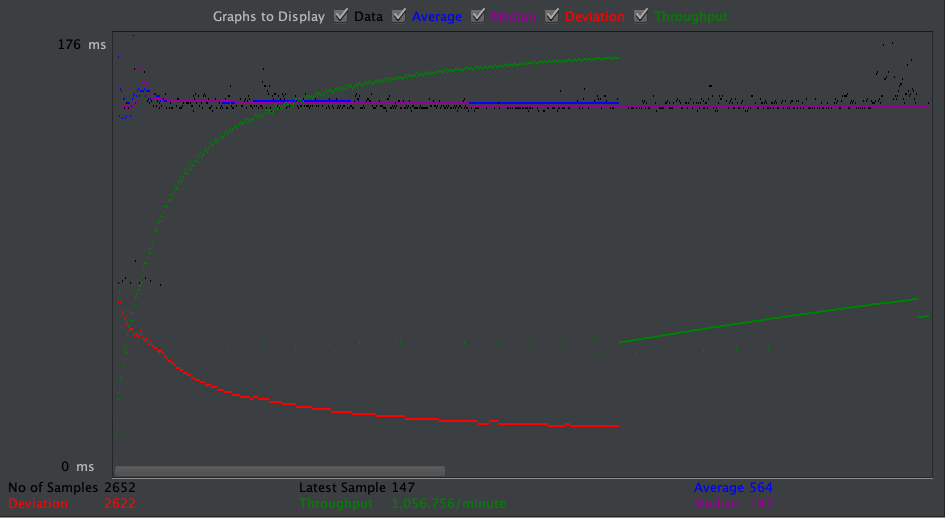 Graphs to Display Data Average Median Deviation Throughput
176 ms
0 ms
No of Samples 2652 Latest Sample 147 Average 564
Deviation 2622 Throughput 1,056.756/minute Median 147